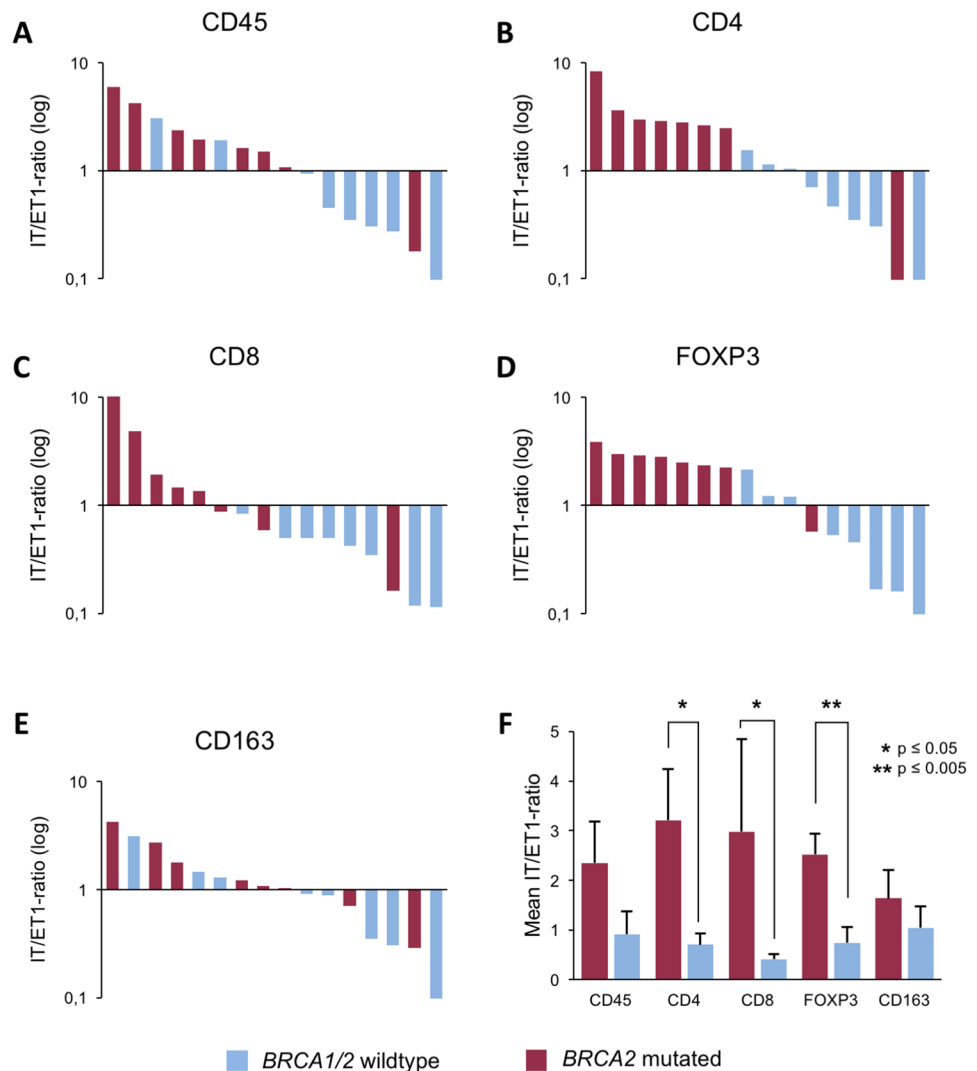 A
CD45
IT/ET1-ratio (log)
10
1
0,1
B
CD4
IT/ET1-ratio (log)
10
1
0,1
C
CD8
IT/ET1-ratio (log)
10
1
0,1
D
FOXP3
IT/ET1-ratio (log)
10
1
0,1
E
CD163
IT/ET1-ratio (log)
10
1
0,1
F
Mean IT/ET1-ratio
5
4
3
2
1
0
*
*
**
* p ≤ 0.05
** p ≤ 0.005
CD45 CD4 CD8 FOXP3 CD163
BRCA1/2 wildtype
BRCA2 mutated